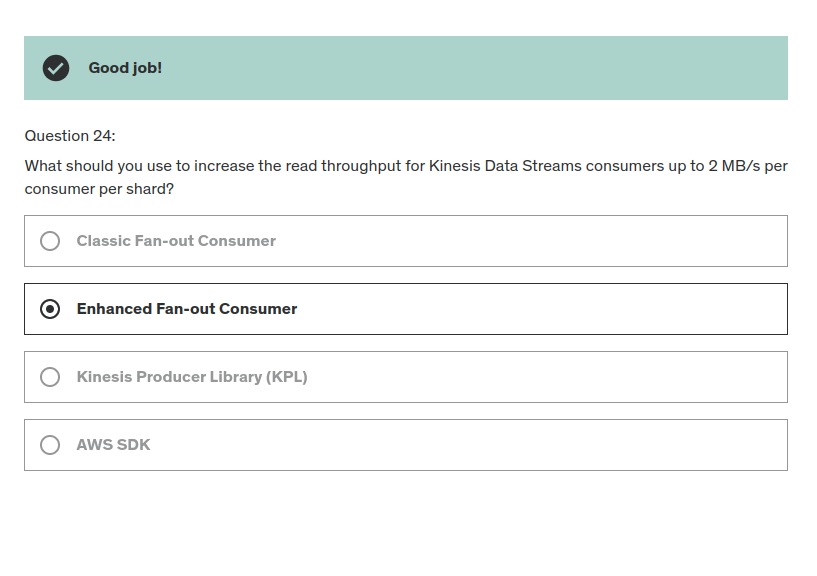 Good job!
Question 24:
What should you use to increase the read throughput for Kinesis Data Streams consumers up to 2 MB/s per
consumer per shard?
Classic Fan-out Consumer
Enhanced Fan-out Consumer
Kinesis Producer Library (KPL)
AWS SDK